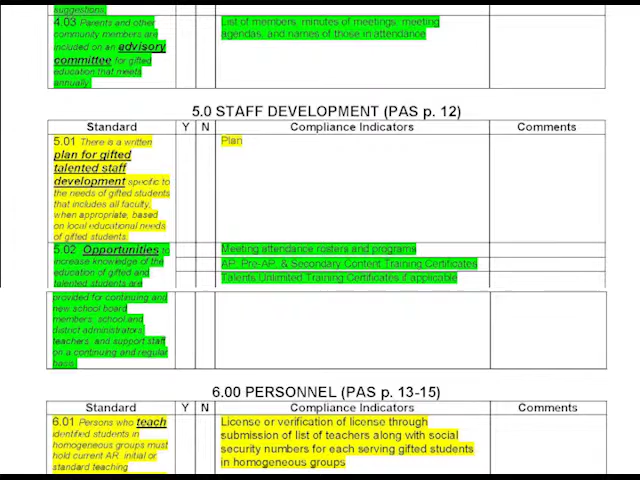 suggestions;
4.03 Parents and other
community members are
included on an advisory
committee for gifted
education that meets
annually.
List of members, minutes of meetings, meeting
agendas, and names of those in attendance
5.0 STAFF DEVELOPMENT (PAS p. 12)
Standard Y N Compliance Indicators Comments
5.01 There is a written
plan for gifted
talented staff
development specific to
the needs of gifted students
that includes all faculty,
when appropriate, based
on local educational needs
of gifted students.
Plan
5.02 Opportunities to
increase knowledge of the
education of gifted and
talented students are
Meeting attendance rosters and programs
AP, Pre-AP, & Secondary Content Training Certificates
Talents Unlimited Training Certificates if applicable
provided for continuing and
new school board
members, school and
district administrators,
teachers, and support staff
on a continuing and regular
basis.
6.00 PERSONNEL (PAS p. 13-15)
Standard Y N Compliance Indicators Comments
6.01 Persons who teach
identified students in
homogeneous groups must
hold current AR initial or
standard teaching
License or verification of license through
submission of list of teachers along with social
security numbers for each serving gifted students
in homogeneous groups